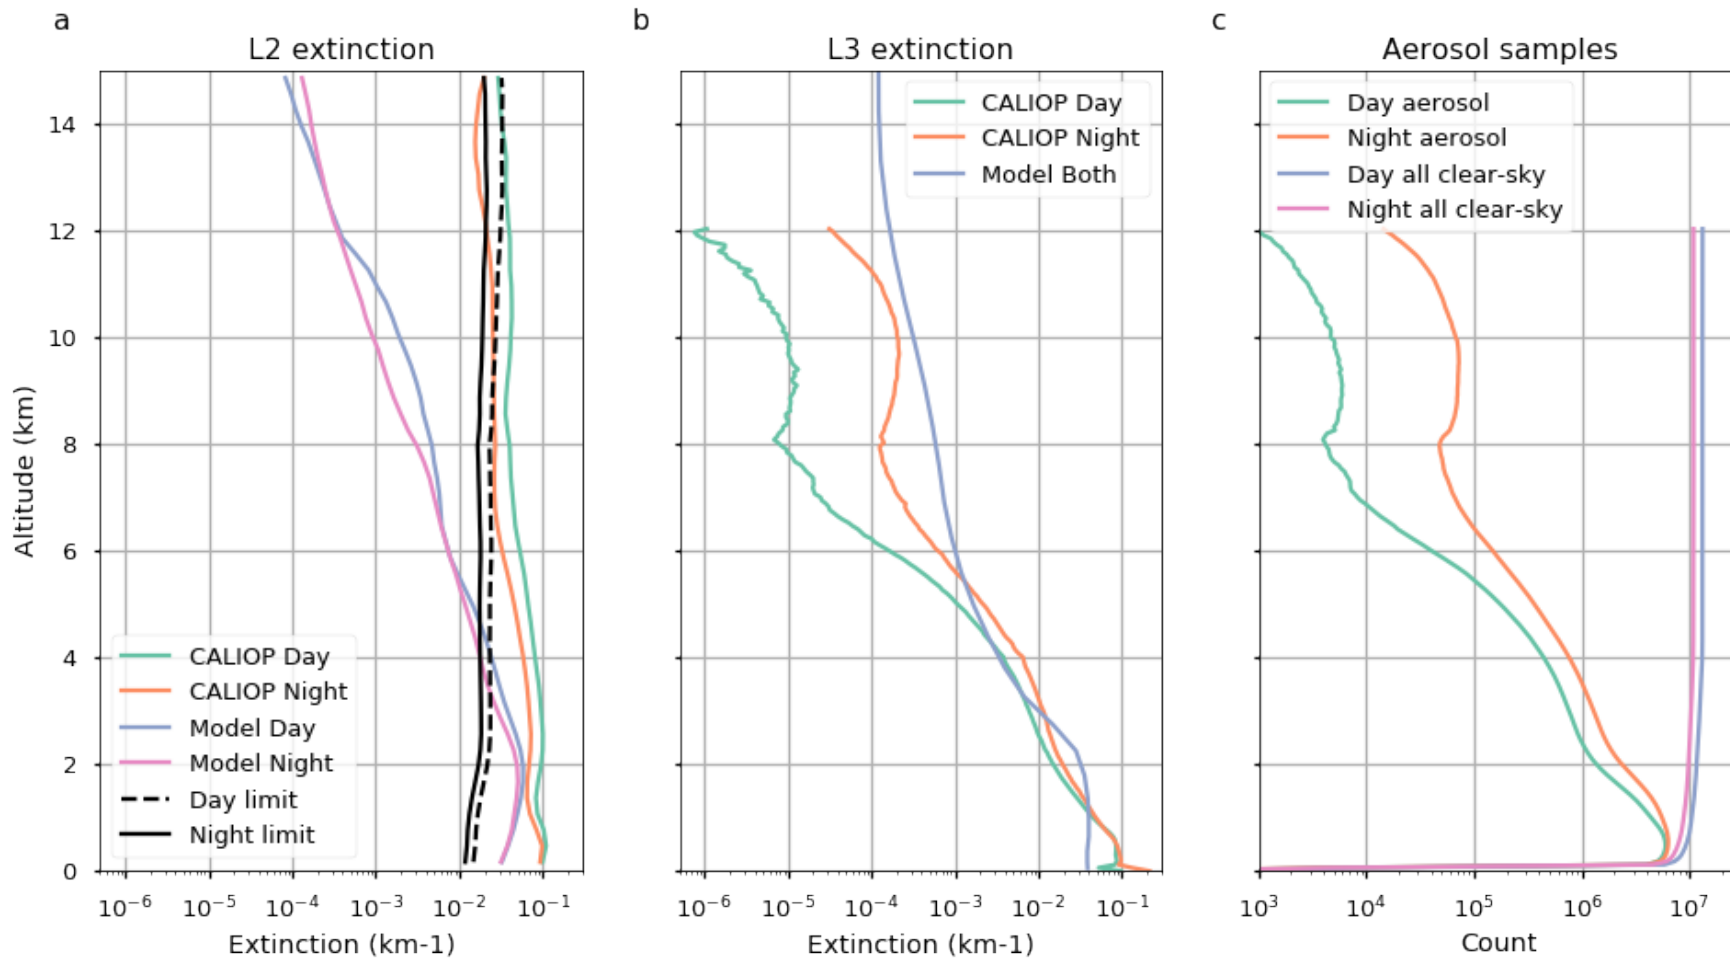 a
L2 extinction
b
L3 extinction
c
Aerosol samples
Altitude (km)
14
12
10
8
6
4
2
0
CALIOP Day
CALIOP Night
Model Day
Model Night
Day limit
Night limit
10⁻⁶ 10⁻⁵ 10⁻⁴ 10⁻³ 10⁻² 10⁻¹
Extinction (km-1)
CALIOP Day
CALIOP Night
Model Both
10⁻⁶ 10⁻⁵ 10⁻⁴ 10⁻³ 10⁻² 10⁻¹
Extinction (km-1)
Day aerosol
Night aerosol
Day all clear-sky
Night all clear-sky
10³ 10⁴ 10⁵ 10⁶ 10⁷
Count